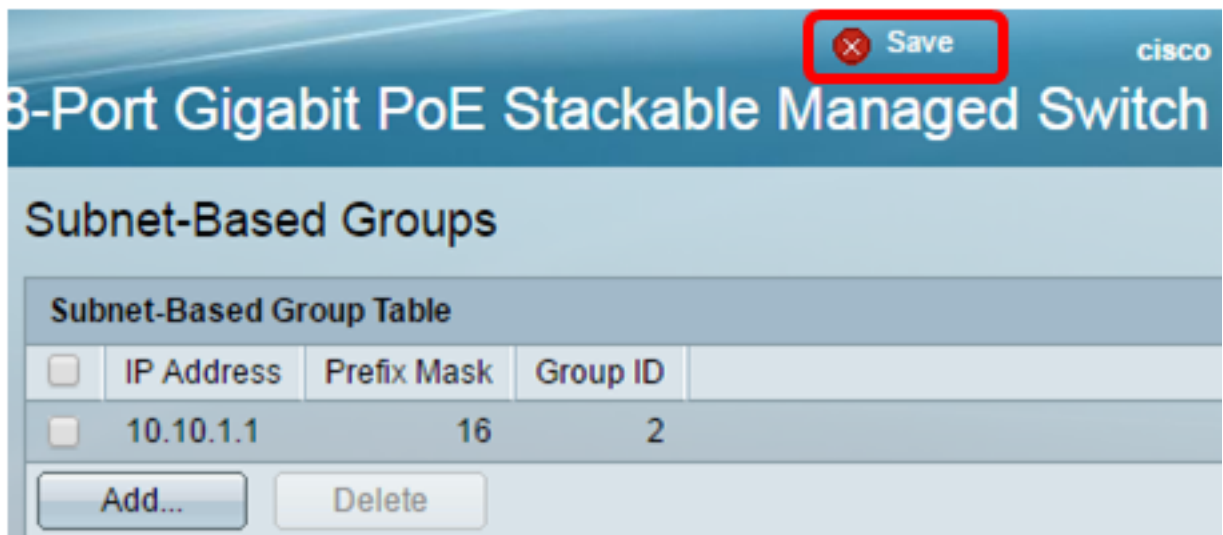 Save
cisco
8-Port Gigabit PoE Stackable Managed Switch
Subnet-Based Groups
Subnet-Based Group Table
IP Address Prefix Mask Group ID
10.10.1.1 16 2
Add... Delete